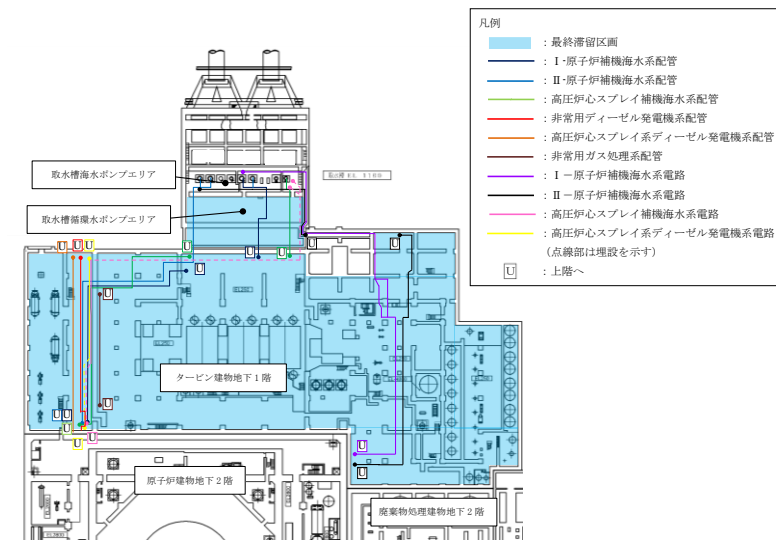 凡例
：最終滞留区画
：Ⅰ-原子炉補機海水系配管
：Ⅱ-原子炉補機海水系配管
：高圧炉心スプレイ補機海水系配管
：非常用ディーゼル発電機系配管
：高圧炉心スプレイ系ディーゼル発電機系配管
：非常用ガス処理系配管
：Ⅰ－原子炉補機海水系電路
：Ⅱ－原子炉補機海水系電路
：高圧炉心スプレイ補機海水系電路
：高圧炉心スプレイ系ディーゼル発電機系電路
(点線部は埋設を示す)
U ：上階へ
取水槽海水ポンプエリア
取水槽循環水ポンプエリア
取水槽 EL 1100
U U U
U U U U
U
U
タービン建物地下１階
U
U U
U
U U
U
U
原子炉建物地下２階
廃棄物処理建物地下２階